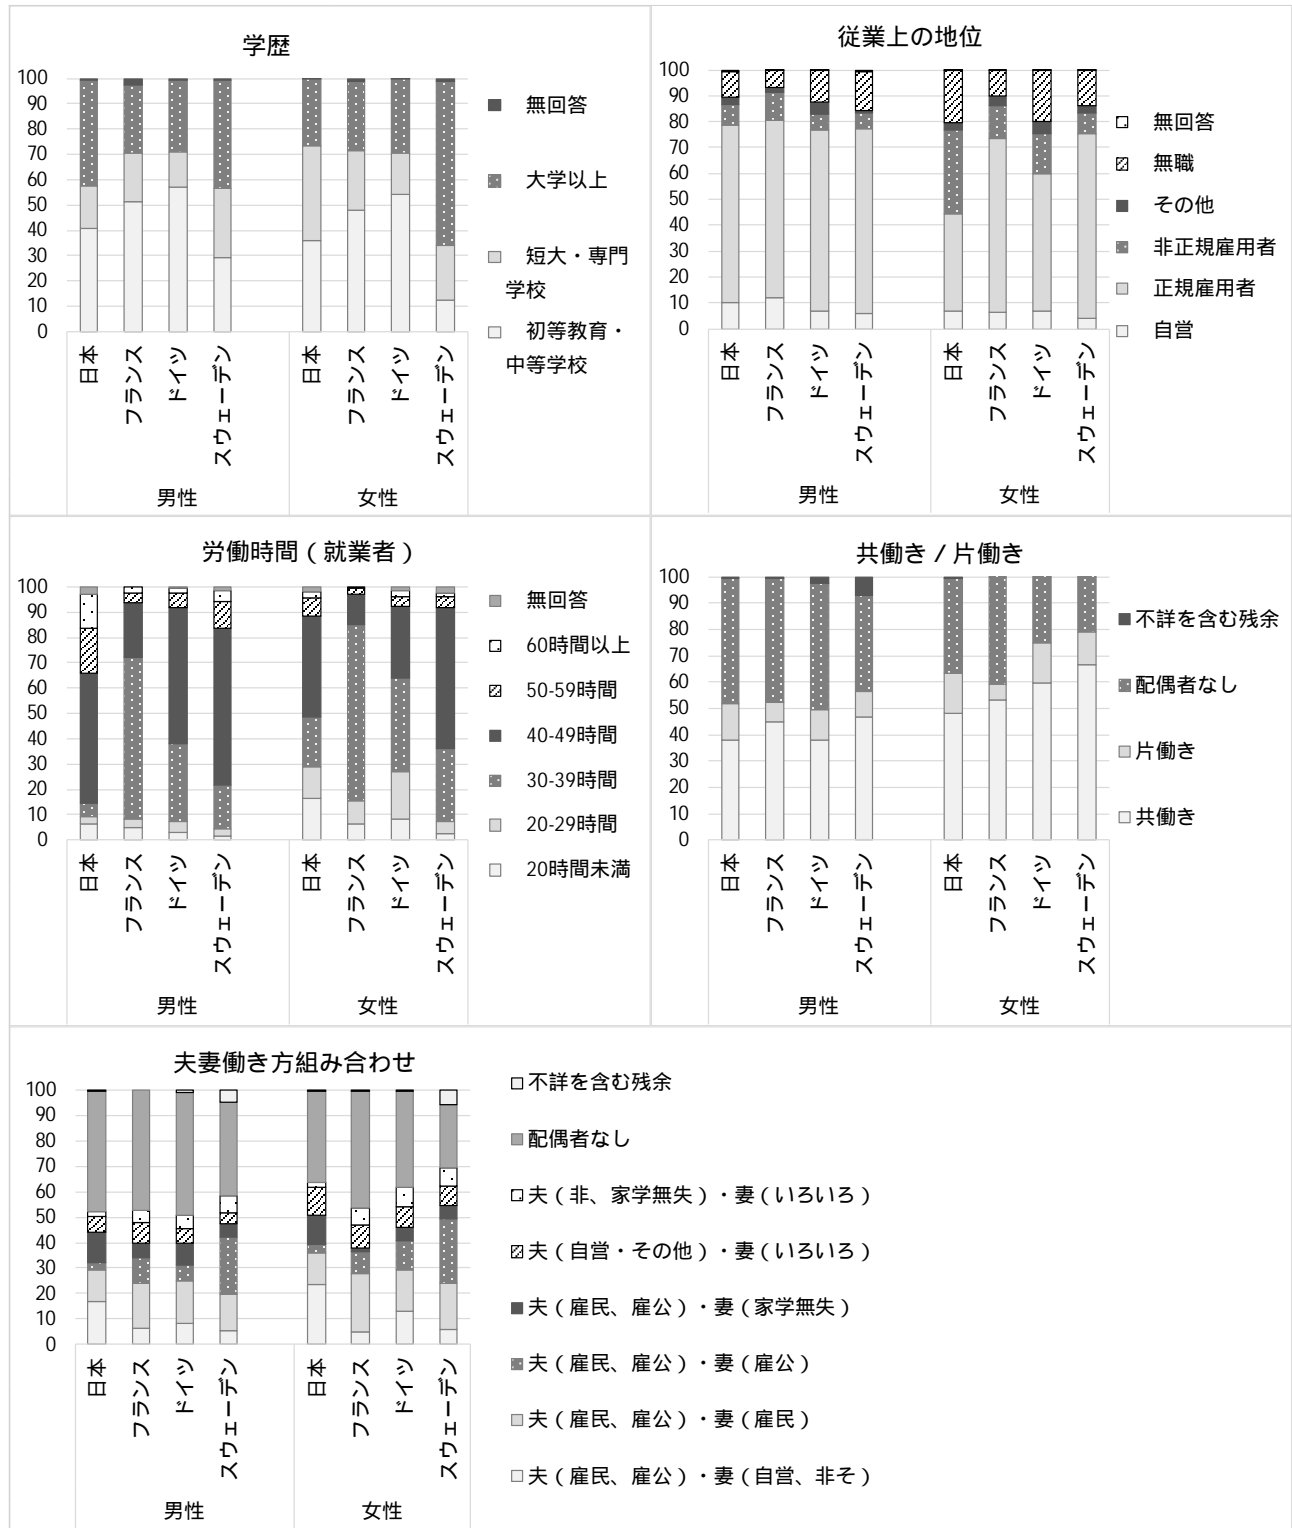 学歴
100
90
80
70
60
50
40
30
20
10
0
日本
フランス
ドイツ
スウェーデン
日本
フランス
ドイツ
スウェーデン
男性
女性
無回答
大学以上
短大・専門
学校
初等教育・
中等学校
従業上の地位
100
90
80
70
60
50
40
30
20
10
0
日本
フランス
ドイツ
スウェーデン
日本
フランス
ドイツ
スウェーデン
男性
女性
無回答
無職
その他
非正規雇用者
正規雇用者
自営
労働時間(就業者)
100
90
80
70
60
50
40
30
20
10
0
日本
フランス
ドイツ
スウェーデン
日本
フランス
ドイツ
スウェーデン
男性
女性
無回答
60時間以上
50-59時間
40-49時間
30-39時間
20-29時間
20時間未満
共働き/片働き
100
90
80
70
60
50
40
30
20
10
0
日本
フランス
ドイツ
スウェーデン
日本
フランス
ドイツ
スウェーデン
男性
女性
不詳を含む残余
配偶者なし
片働き
共働き
夫妻働き方組み合わせ
100
90
80
70
60
50
40
30
20
10
0
日本
フランス
ドイツ
スウェーデン
日本
フランス
ドイツ
スウェーデン
男性
女性
不詳を含む残余
配偶者なし
夫(非、家学無失)・妻(いろいろ)
夫(自営・その他)・妻(いろいろ)
夫(雇民、雇公)・妻(家学無失)
夫(雇民、雇公)・妻(雇公)
夫(雇民、雇公)・妻(雇民)
夫(雇民、雇公)・妻(自営、非そ)